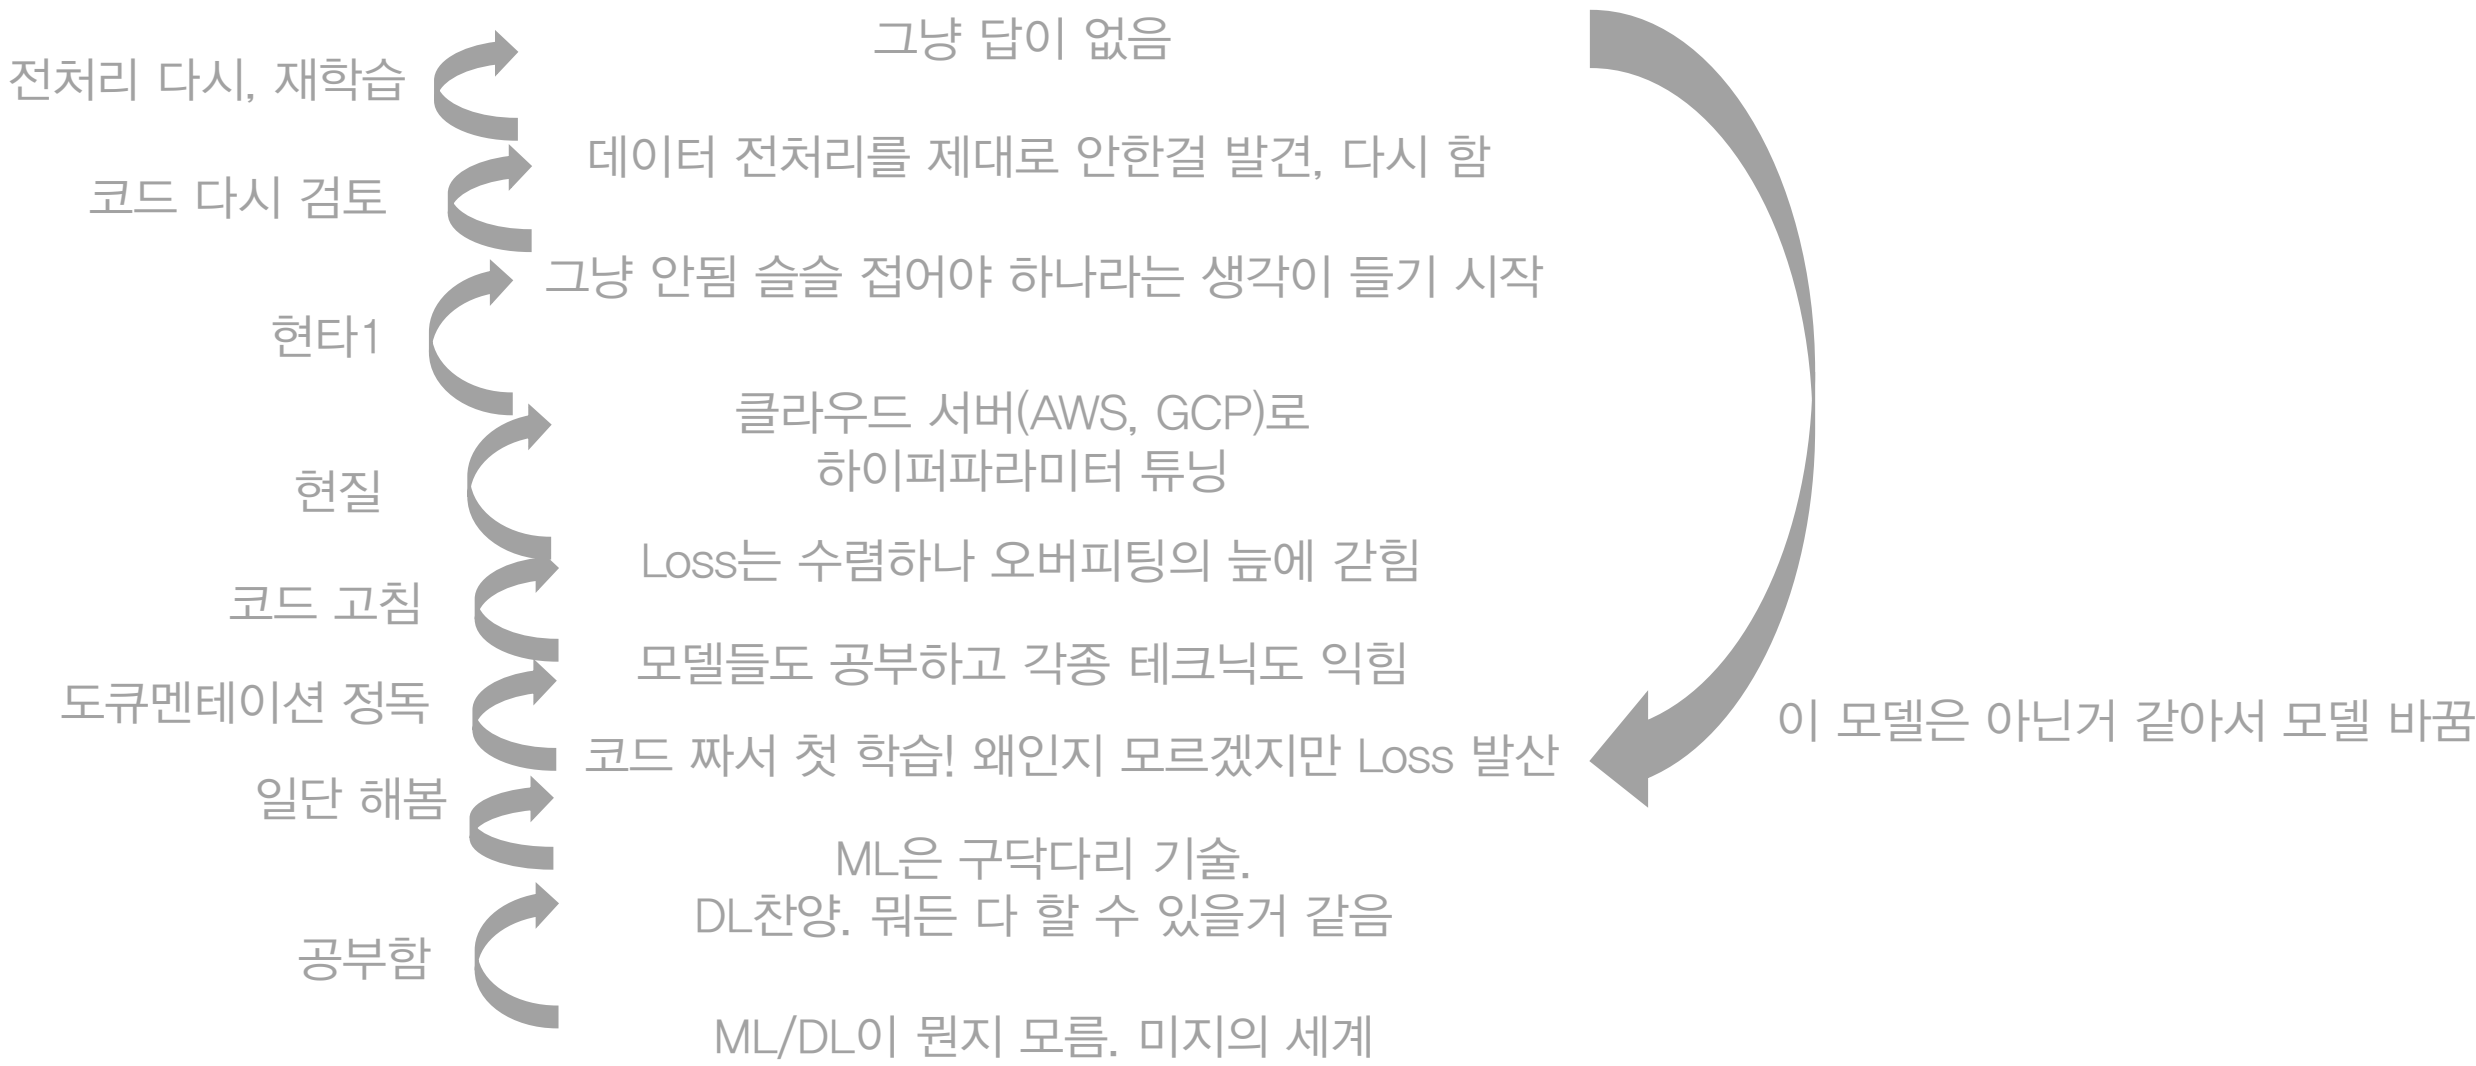 그냥 답이 없음
전처리 다시, 재학습
데이터 전처리를 제대로 안한걸 발견, 다시 함
코드 다시 검토
그냥 안됨 슬슬 접어야 하나라는 생각이 들기 시작
현타1
클라우드 서버(AWS, GCP)로
하이퍼파라미터 튜닝
현질
Loss는 수렴하나 오버피팅의 늪에 갇힘
코드 고침
모델들도 공부하고 각종 테크닉도 익힘
도큐멘테이션 정독
이 모델은 아닌거 같아서 모델 바꿈
코드 짜서 첫 학습! 왜인지 모르겠지만 Loss 발산
일단 해봄
ML은 구닥다리 기술.
DL찬양. 뭐든 다 할 수 있을거 같음
공부함
ML/DL이 뭔지 모름. 미지의 세계